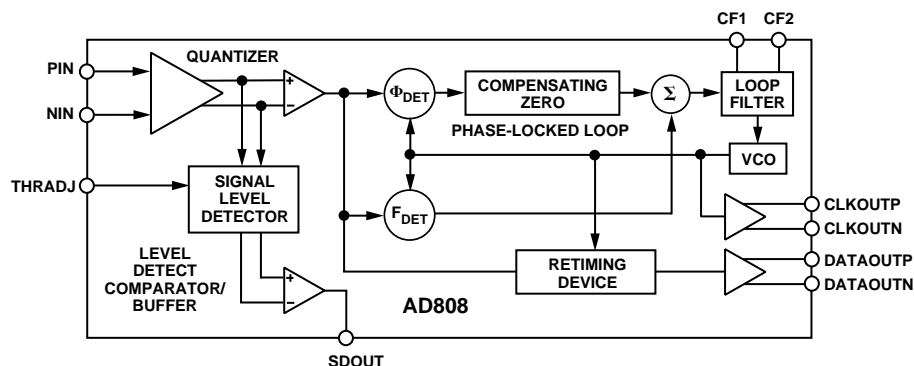 CF1 CF2
QUANTIZER
PIN
NIN
+
−
Φ DET
COMPENSATING
ZERO
Σ
LOOP
FILTER
PHASE-LOCKED LOOP
VCO
THRADJ
SIGNAL
LEVEL
DETECTOR
F DET
CLKOUTP
CLKOUTN
LEVEL
DETECT
COMPARATOR/
BUFFER
+
−
RETIMING
DEVICE
DATAOUTP
DATAOUTN
AD808
SDOUT